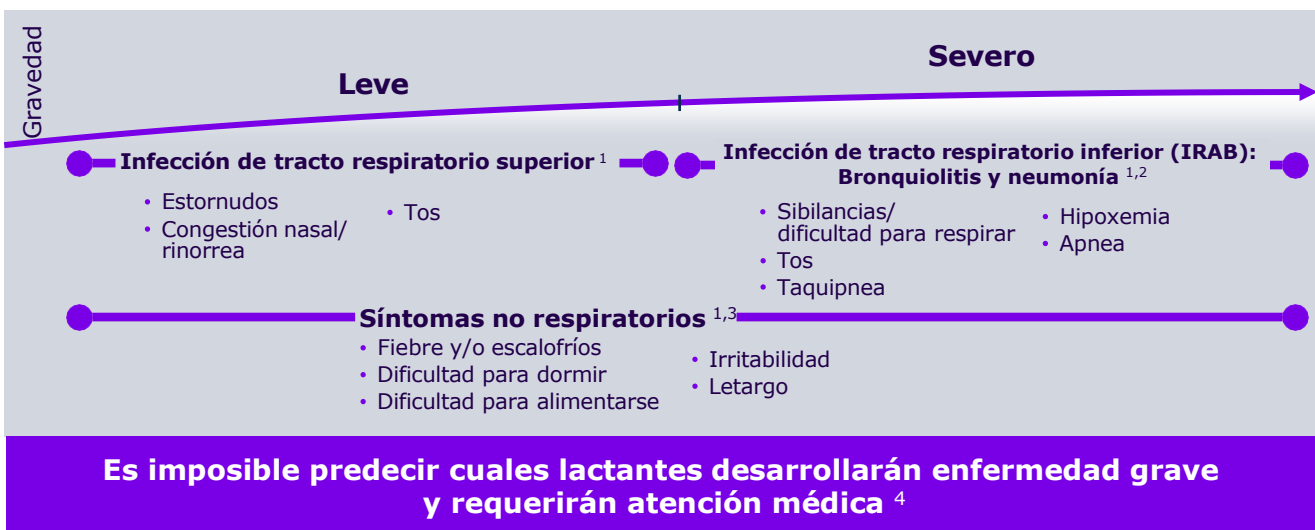 Gravedad
Leve
Severo
Infección de tracto respiratorio superior 1
• Estornudos
• Congestión nasal/
rinorrea
• Tos
Infección de tracto respiratorio inferior (IRAB):
Bronquiolitis y neumonía 1,2
• Sibilancias/
dificultad para respirar
• Tos
• Taquipnea
• Hipoxemia
• Apnea
Síntomas no respiratorios 1,3
• Fiebre y/o escalofríos
• Dificultad para dormir
• Dificultad para alimentarse
• Irritabilidad
• Letargo
Es imposible predecir cuales lactantes desarrollarán enfermedad grave
y requerirán atención médica 4